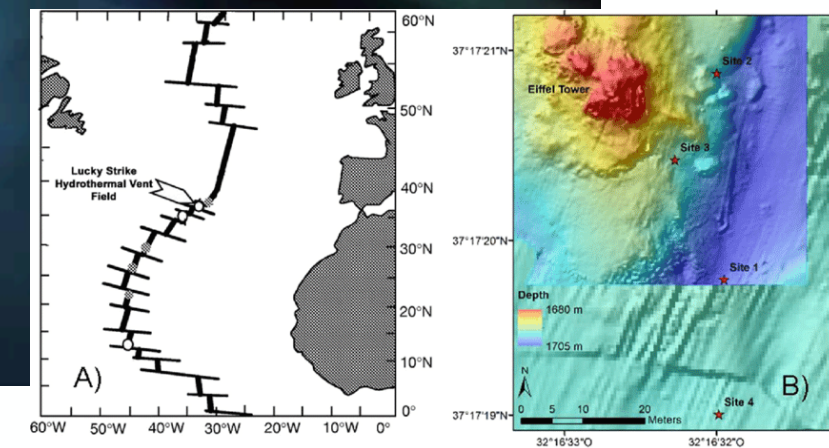 60°N
50°N
40°N
30°N
20°N
10°N
0°
Lucky Strike
Hydrothermal Vent
Field
A)
60°W 50°W 40°W 30°W 20°W 10°W 0°
37°17'21"N
37°17'20"N
37°17'19"N
Eiffel Tower
Site 2
Site 3
Site 1
Depth
1680 m
1705 m
N
Site 4
B)
0 5 10 20 Meters
32°16'33"O 32°16'32"O